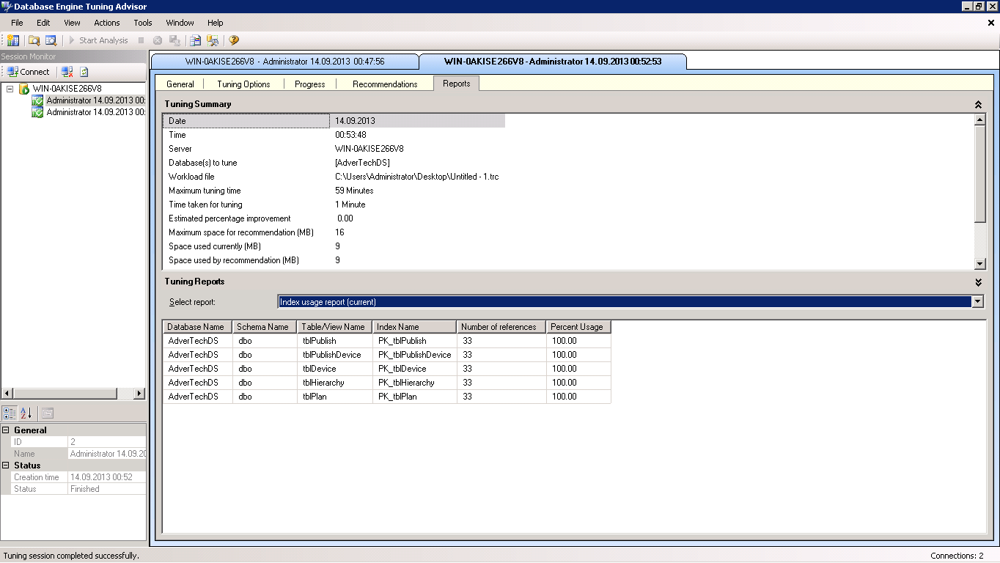 Database Engine Tuning Advisor
File Edit View Actions Tools Window Help
Start Analysis
Session Monitor
Connect
WIN-0AKISE266V8
Administrator 14.09.2013 00:
Administrator 14.09.2013 00:
WIN-0AKISE266V8 - Administrator 14.09.2013 00:47:56
WIN-0AKISE266V8 - Administrator 14.09.2013 00:52:53
General Tuning Options Progress Recommendations Reports
Tuning Summary
Date 14.09.2013
Time 00:53:48
Server WIN-0AKISE266V8
Database(s) to tune [AdverTechDS]
Workload file C:\Users\Administrator\Desktop\Untitled - 1.trc
Maximum tuning time 59 Minutes
Time taken for tuning 1 Minute
Estimated percentage improvement 0.00
Maximum space for recommendation (MB) 16
Space used currently (MB) 9
Space used by recommendation (MB) 9
Tuning Reports
Select report: Index usage report (current)
Database Name Schema Name Table/View Name Index Name Number of references Percent Usage
AdverTechDS dbo tblPublish PK_tblPublish 33 100.00
AdverTechDS dbo tblPublishDevice PK_tblPublishDevice 33 100.00
AdverTechDS dbo tblDevice PK_tblDevice 33 100.00
AdverTechDS dbo tblHierarchy PK_tblHierarchy 33 100.00
AdverTechDS dbo tblPlan PK_tblPlan 33 100.00
General
ID 2
Name Administrator 14.09.20
Status
Creation time 14.09.2013 00:52
Status Finished
Tuning session completed successfully.
Connections: 2